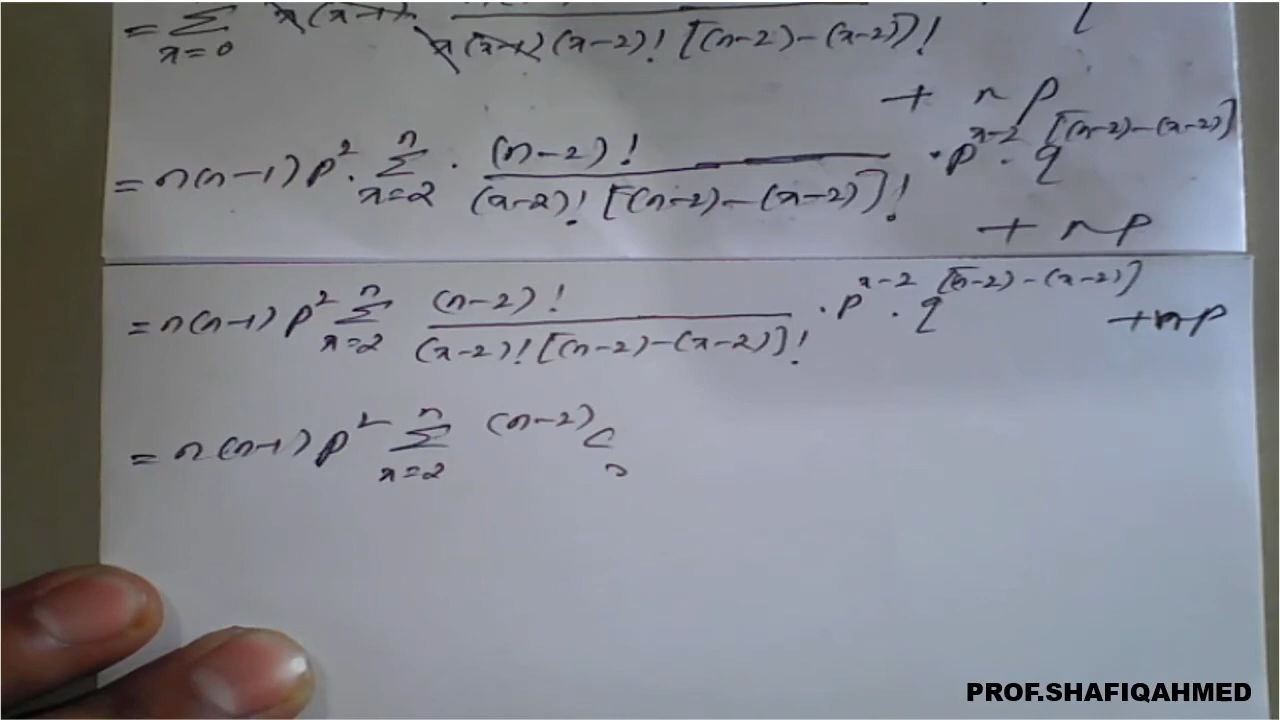 = Σ x(x-1) / x(x-1)(x-2)! [(n-2)-(x-2)]!
x=0
+ np
= n(n-1) p² . Σ_{x=2}^{n} . (n-2)! / (x-2)! [(n-2)-(x-2)]! . p^{x-2} . q^{[(n-2)-(x-2)]}
+ np
= n(n-1) p² Σ_{x=2}^{n} (n-2)! / (x-2)! [(n-2)-(x-2)]! . p^{x-2} . q^{[(n-2)-(x-2)]} + np
= n(n-1) p² Σ_{x=2}^{n} (n-2)C
PROF.SHAFIQAHMED